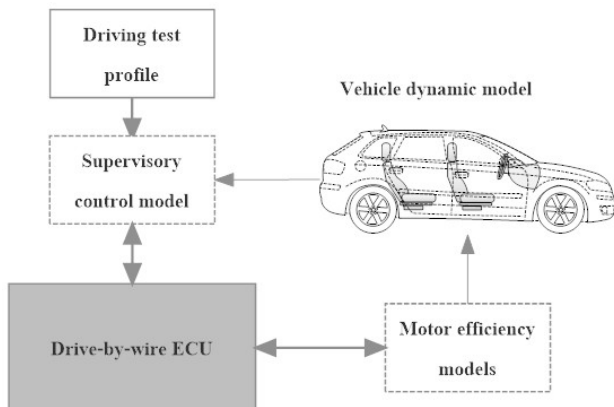 Driving test
profile
Vehicle dynamic model
Supervisory
control model
Drive-by-wire ECU
Motor efficiency
models